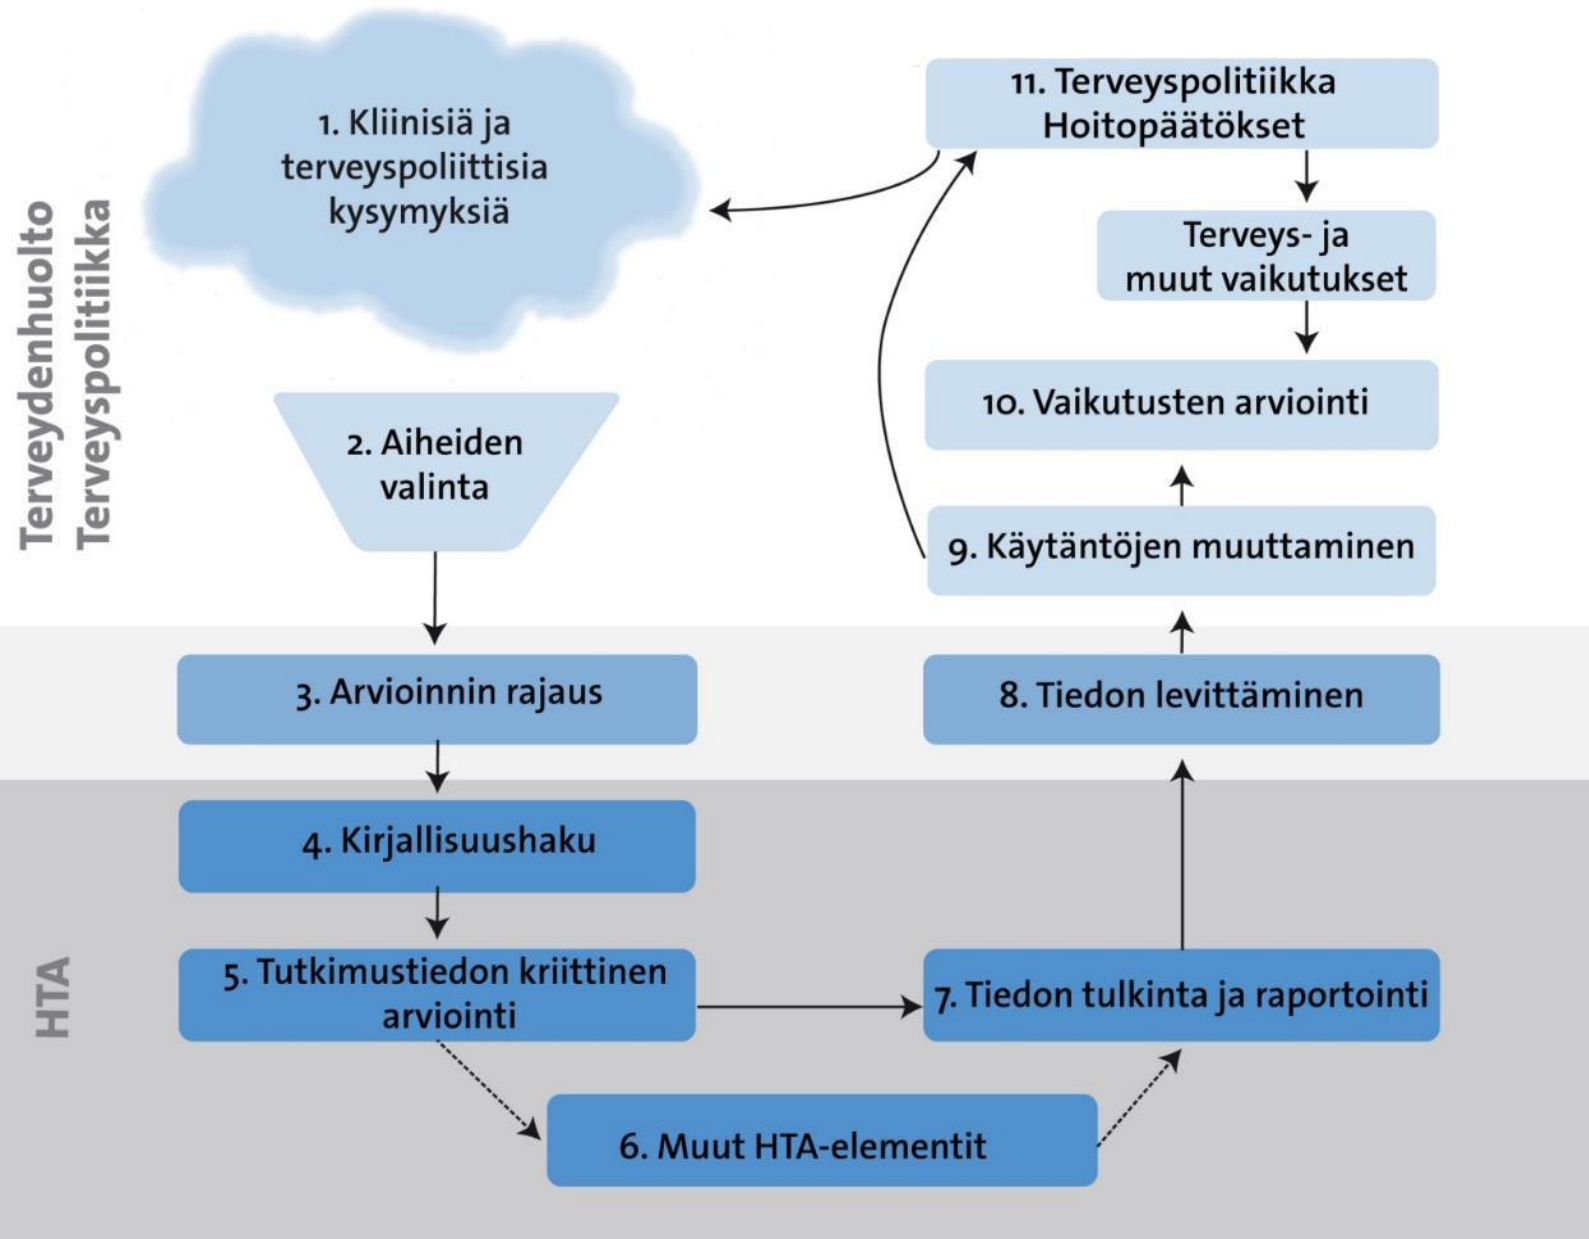 Terveydenhuolto
Terveyspolitiikka
HTA
1. Kliinisiä ja
terveyspoliittisia
kysymyksiä
2. Aiheiden
valinta
3. Arvioinnin rajaus
4. Kirjallisuushaku
5. Tutkimustiedon kriittinen
arviointi
6. Muut HTA-elementit
7. Tiedon tulkinta ja raportointi
8. Tiedon levittäminen
9. Käytäntöjen muuttaminen
10. Vaikutusten arviointi
Terveys- ja
muut vaikutukset
11. Terveyspolitiikka
Hoitopäätökset